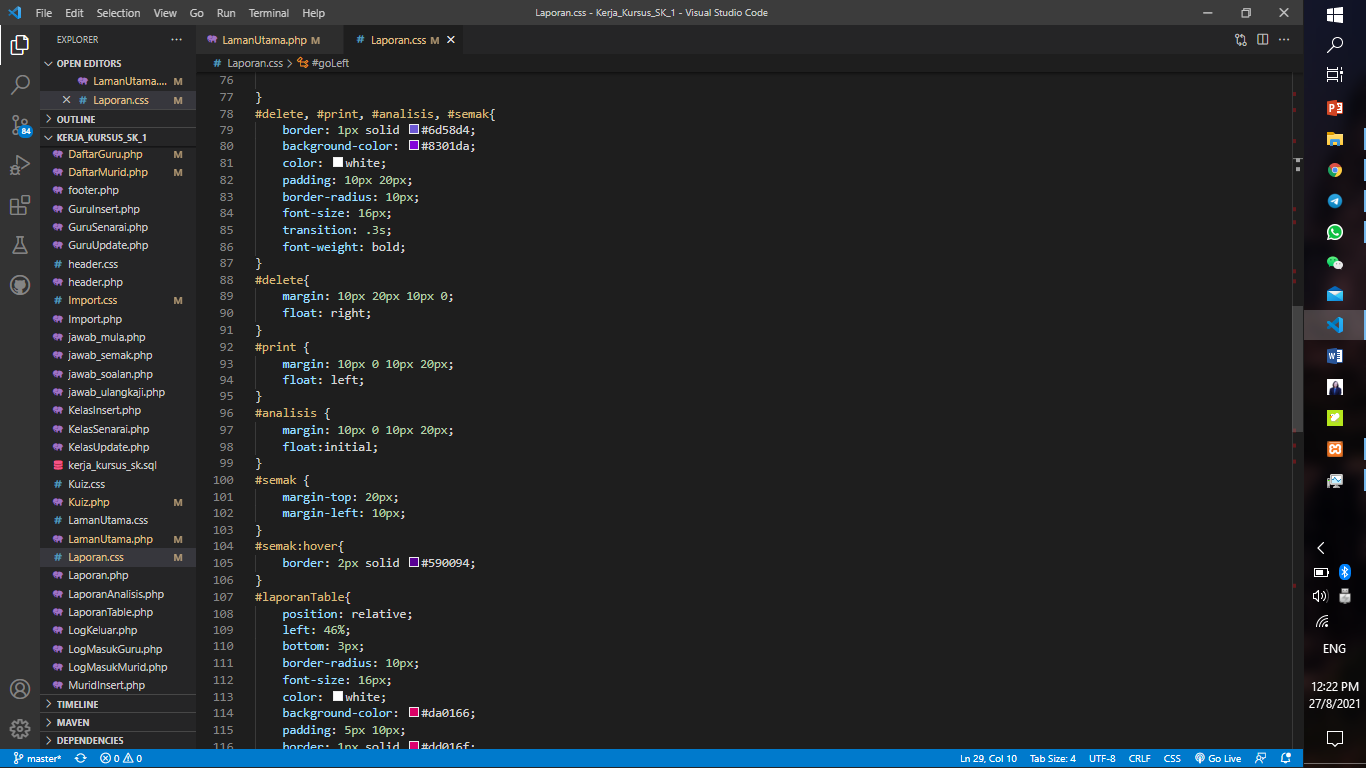 File Edit Selection View Go Run Terminal Help
Laporan.css - Kerja_Kursus_SK_1 - Visual Studio Code
EXPLORER
OPEN EDITORS
LamanUtama.... M
Laporan.css M
OUTLINE
KERJA_KURSUS_SK_1
DaftarGuru.php M
DaftarMurid.php M
footer.php
GuruInsert.php
GuruSenarai.php
GuruUpdate.php
header.css
header.php
Import.css M
Import.php
jawab_mula.php
jawab_semak.php
jawab_soalan.php
jawab_ulangkaji.php
KelasInsert.php
KelasSenarai.php
KelasUpdate.php
kerja_kursus_sk.sql
Kuiz.css
Kuiz.php M
LamanUtama.css
LamanUtama.php M
Laporan.css M
Laporan.php
LaporanAnalisis.php
LaporanTable.php
LogKeluar.php
LogMasukGuru.php
LogMasukMurid.php
MuridInsert.php
TIMELINE
MAVEN
DEPENDENCIES
84
LamanUtama.php M
# Laporan.css M
# Laporan.css > #goLeft
76
77 }
78 #delete, #print, #analisis, #semak{
79 border: 1px solid #6d58d4;
80 background-color: #8301da;
81 color: white;
82 padding: 10px 20px;
83 border-radius: 10px;
84 font-size: 16px;
85 transition: .3s;
86 font-weight: bold;
87 }
88 #delete{
89 margin: 10px 20px 10px 0;
90 float: right;
91 }
92 #print {
93 margin: 10px 0 10px 20px;
94 float: left;
95 }
96 #analisis {
97 margin: 10px 0 10px 20px;
98 float:initial;
99 }
100 #semak {
101 margin-top: 20px;
102 margin-left: 10px;
103 }
104 #semak:hover{
105 border: 2px solid #590094;
106 }
107 #laporanTable{
108 position: relative;
109 left: 46%;
110 bottom: 3px;
111 border-radius: 10px;
112 font-size: 16px;
113 color: white;
114 background-color: #da0166;
115 padding: 5px 10px;
116 border: 1px solid #dd016f;
master* 0 0
Ln 29, Col 10 Tab Size: 4 UTF-8 CRLF CSS Go Live
ENG
12:22 PM
27/8/2021